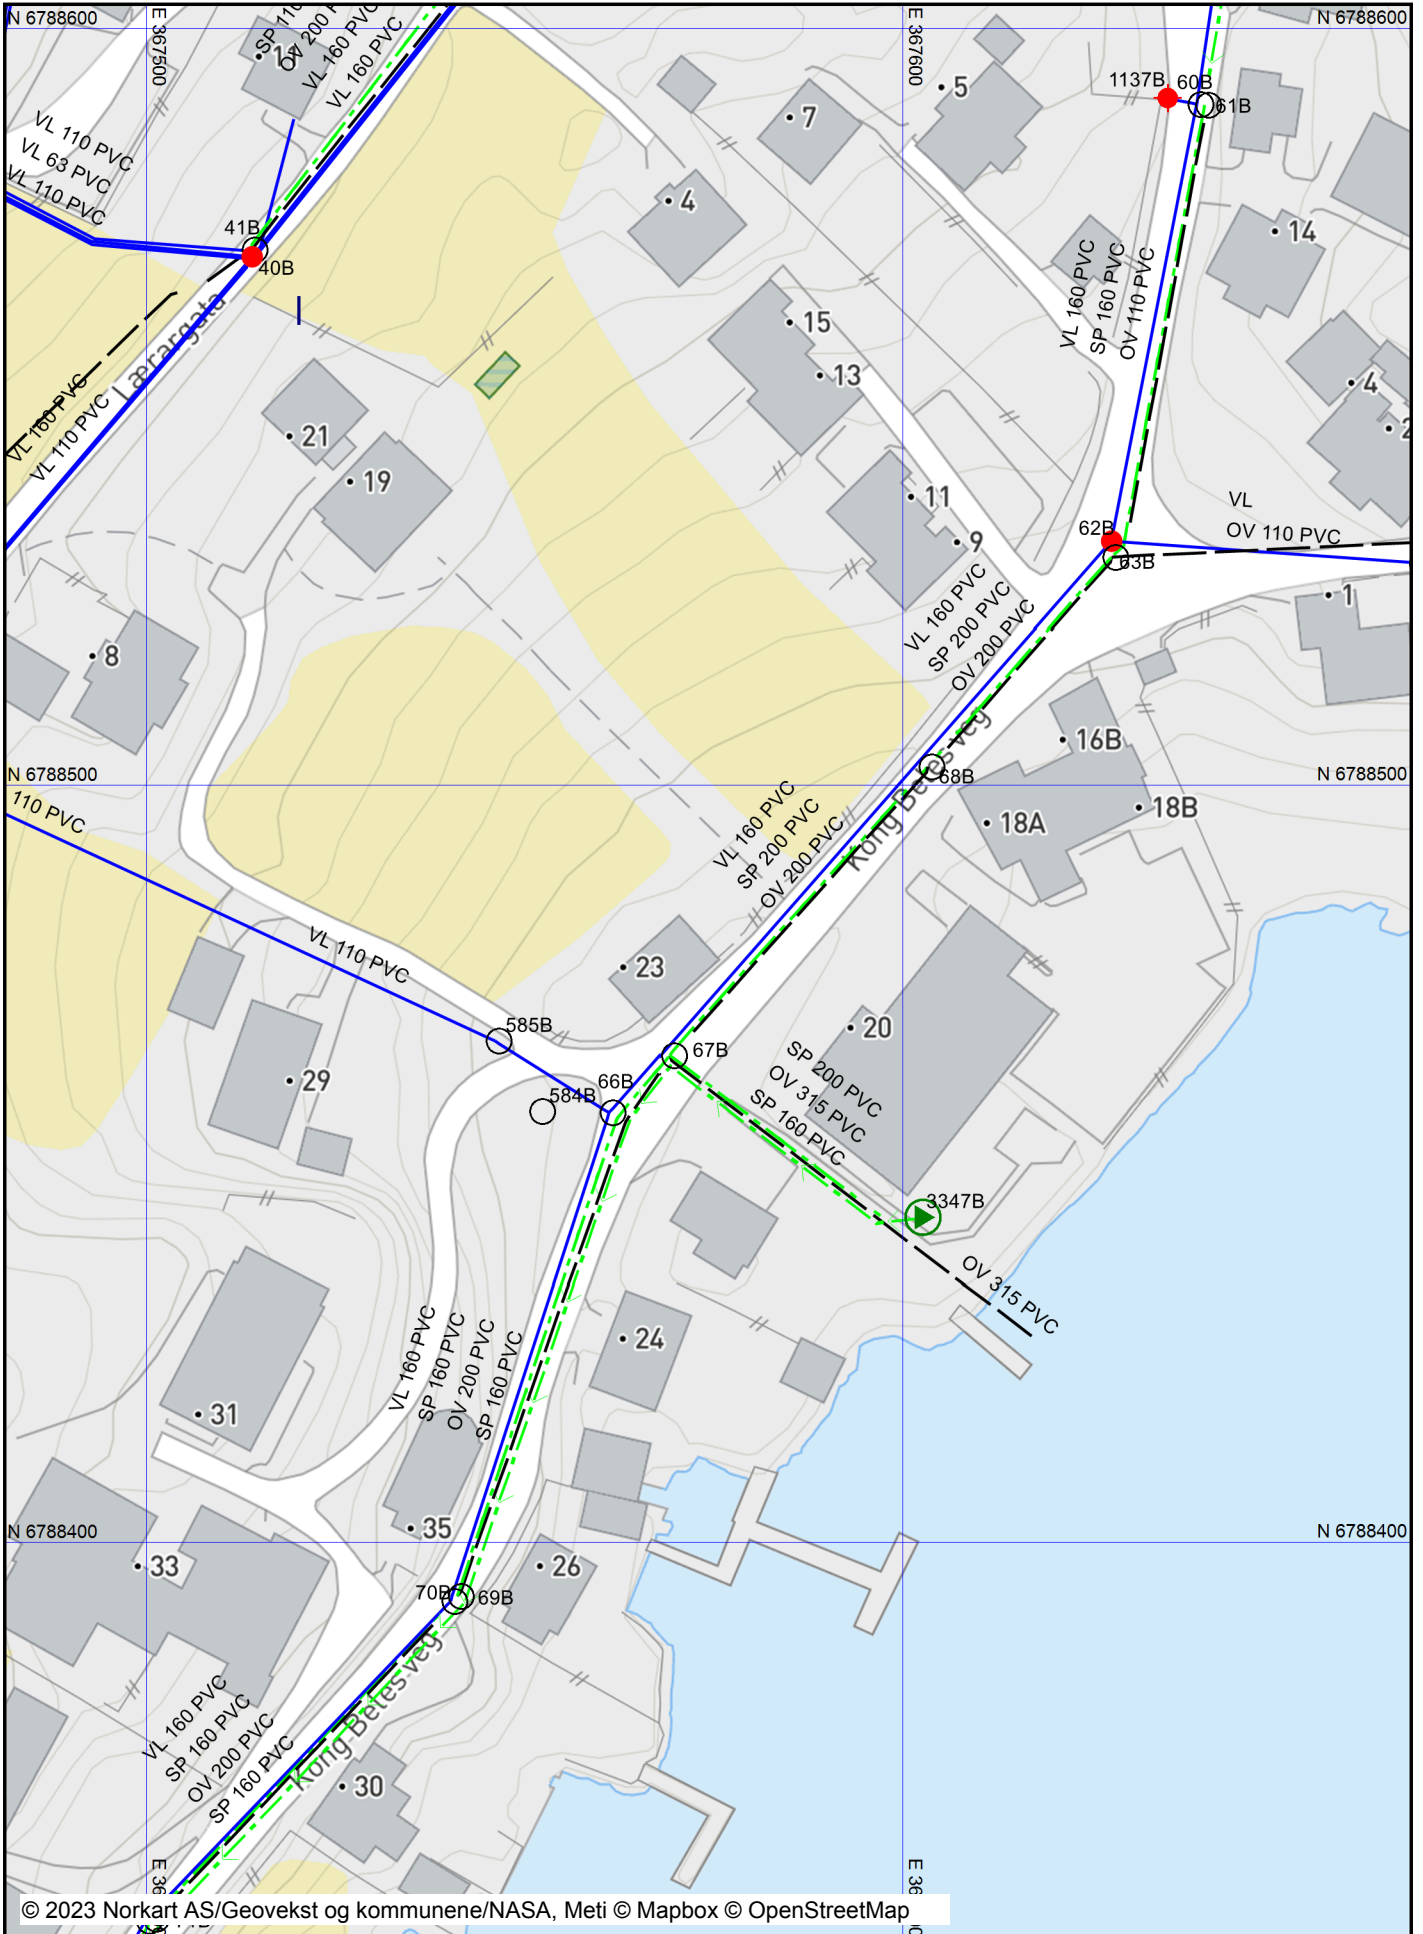 N 6788600
E 367500
E 367600
N 6788600
SP 110
OV 200 P
VL 160 PVC
VL 160 PVC
1137B
60B
61B
5
7
VL 110 PVC
VL 63 PVC
VL 110 PVC
4
41B
40B
14
VL 160 PVC
SP 160 PVC
OV 110 PVC
Lærargata
15
13
4
2
VL 160 PVC
VL 110 PVC
21
19
11
9
VL
OV 110 PVC
62B
63B
1
VL 160 PVC
SP 200 PVC
OV 200 PVC
8
16B
Kong Betes veg
68B
N 6788500
110 PVC
18A
18B
VL 160 PVC
SP 200 PVC
OV 200 PVC
VL 110 PVC
23
585B
20
67B
29
66B
584B
SP 200 PVC
OV 315 PVC
SP 160 PVC
3347B
OV 315 PVC
24
VL 160 PVC
SP 160 PVC
OV 200 PVC
SP 160 PVC
31
35
N 6788400
N 6788400
33
26
70B
69B
Kong Betes veg
VL 160 PVC
SP 160 PVC
OV 200 PVC
SP 160 PVC
30
E 36
E
© 2023 Norkart AS/Geovekst og kommunene/NASA, Meti © Mapbox © OpenStreetMap